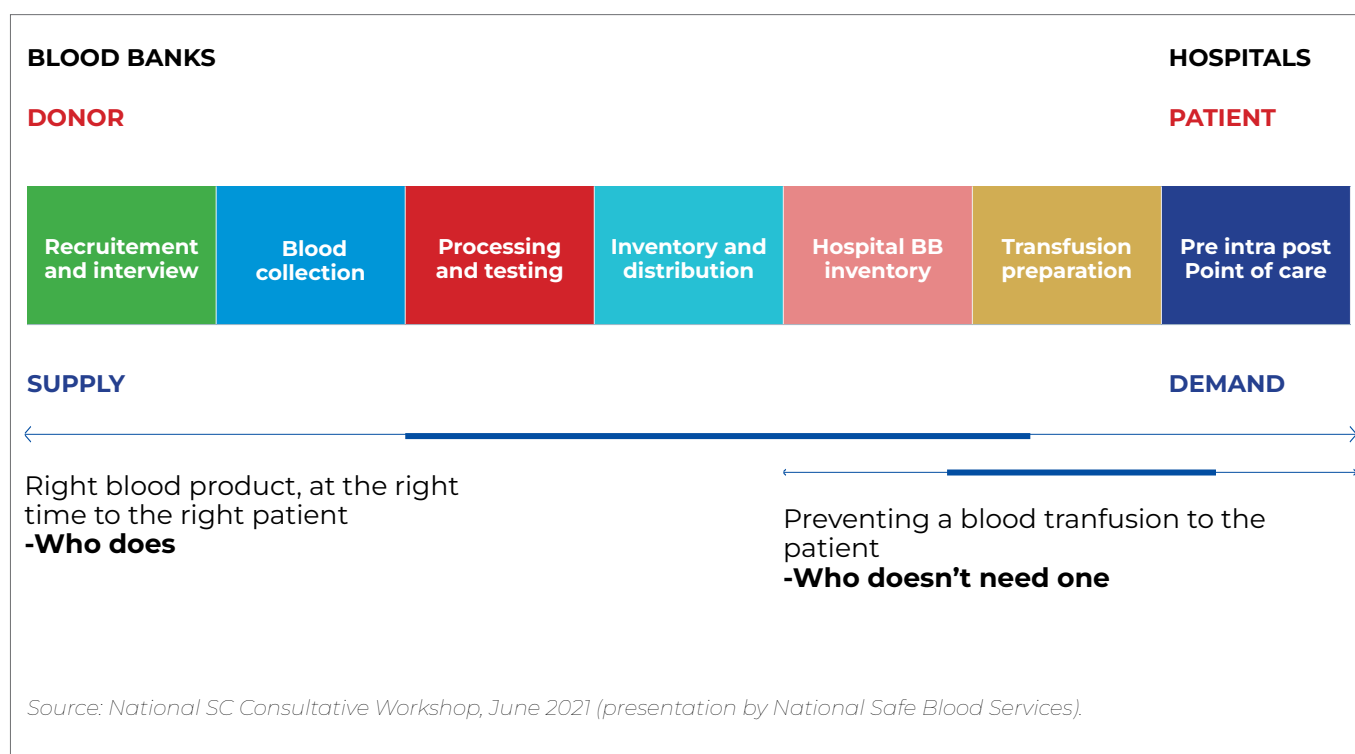 BLOOD BANKS
HOSPITALS
DONOR
PATIENT
Recruitement
and interview
Blood
collection
Processing
and testing
Inventory and
distribution
Hospital BB
inventory
Transfusion
preparation
Pre intra post
Point of care
SUPPLY
DEMAND
Right blood product, at the right
time to the right patient
-Who does
Preventing a blood tranfusion to the
patient
-Who doesn’t need one
Source: National SC Consultative Workshop, June 2021 (presentation by National Safe Blood Services).